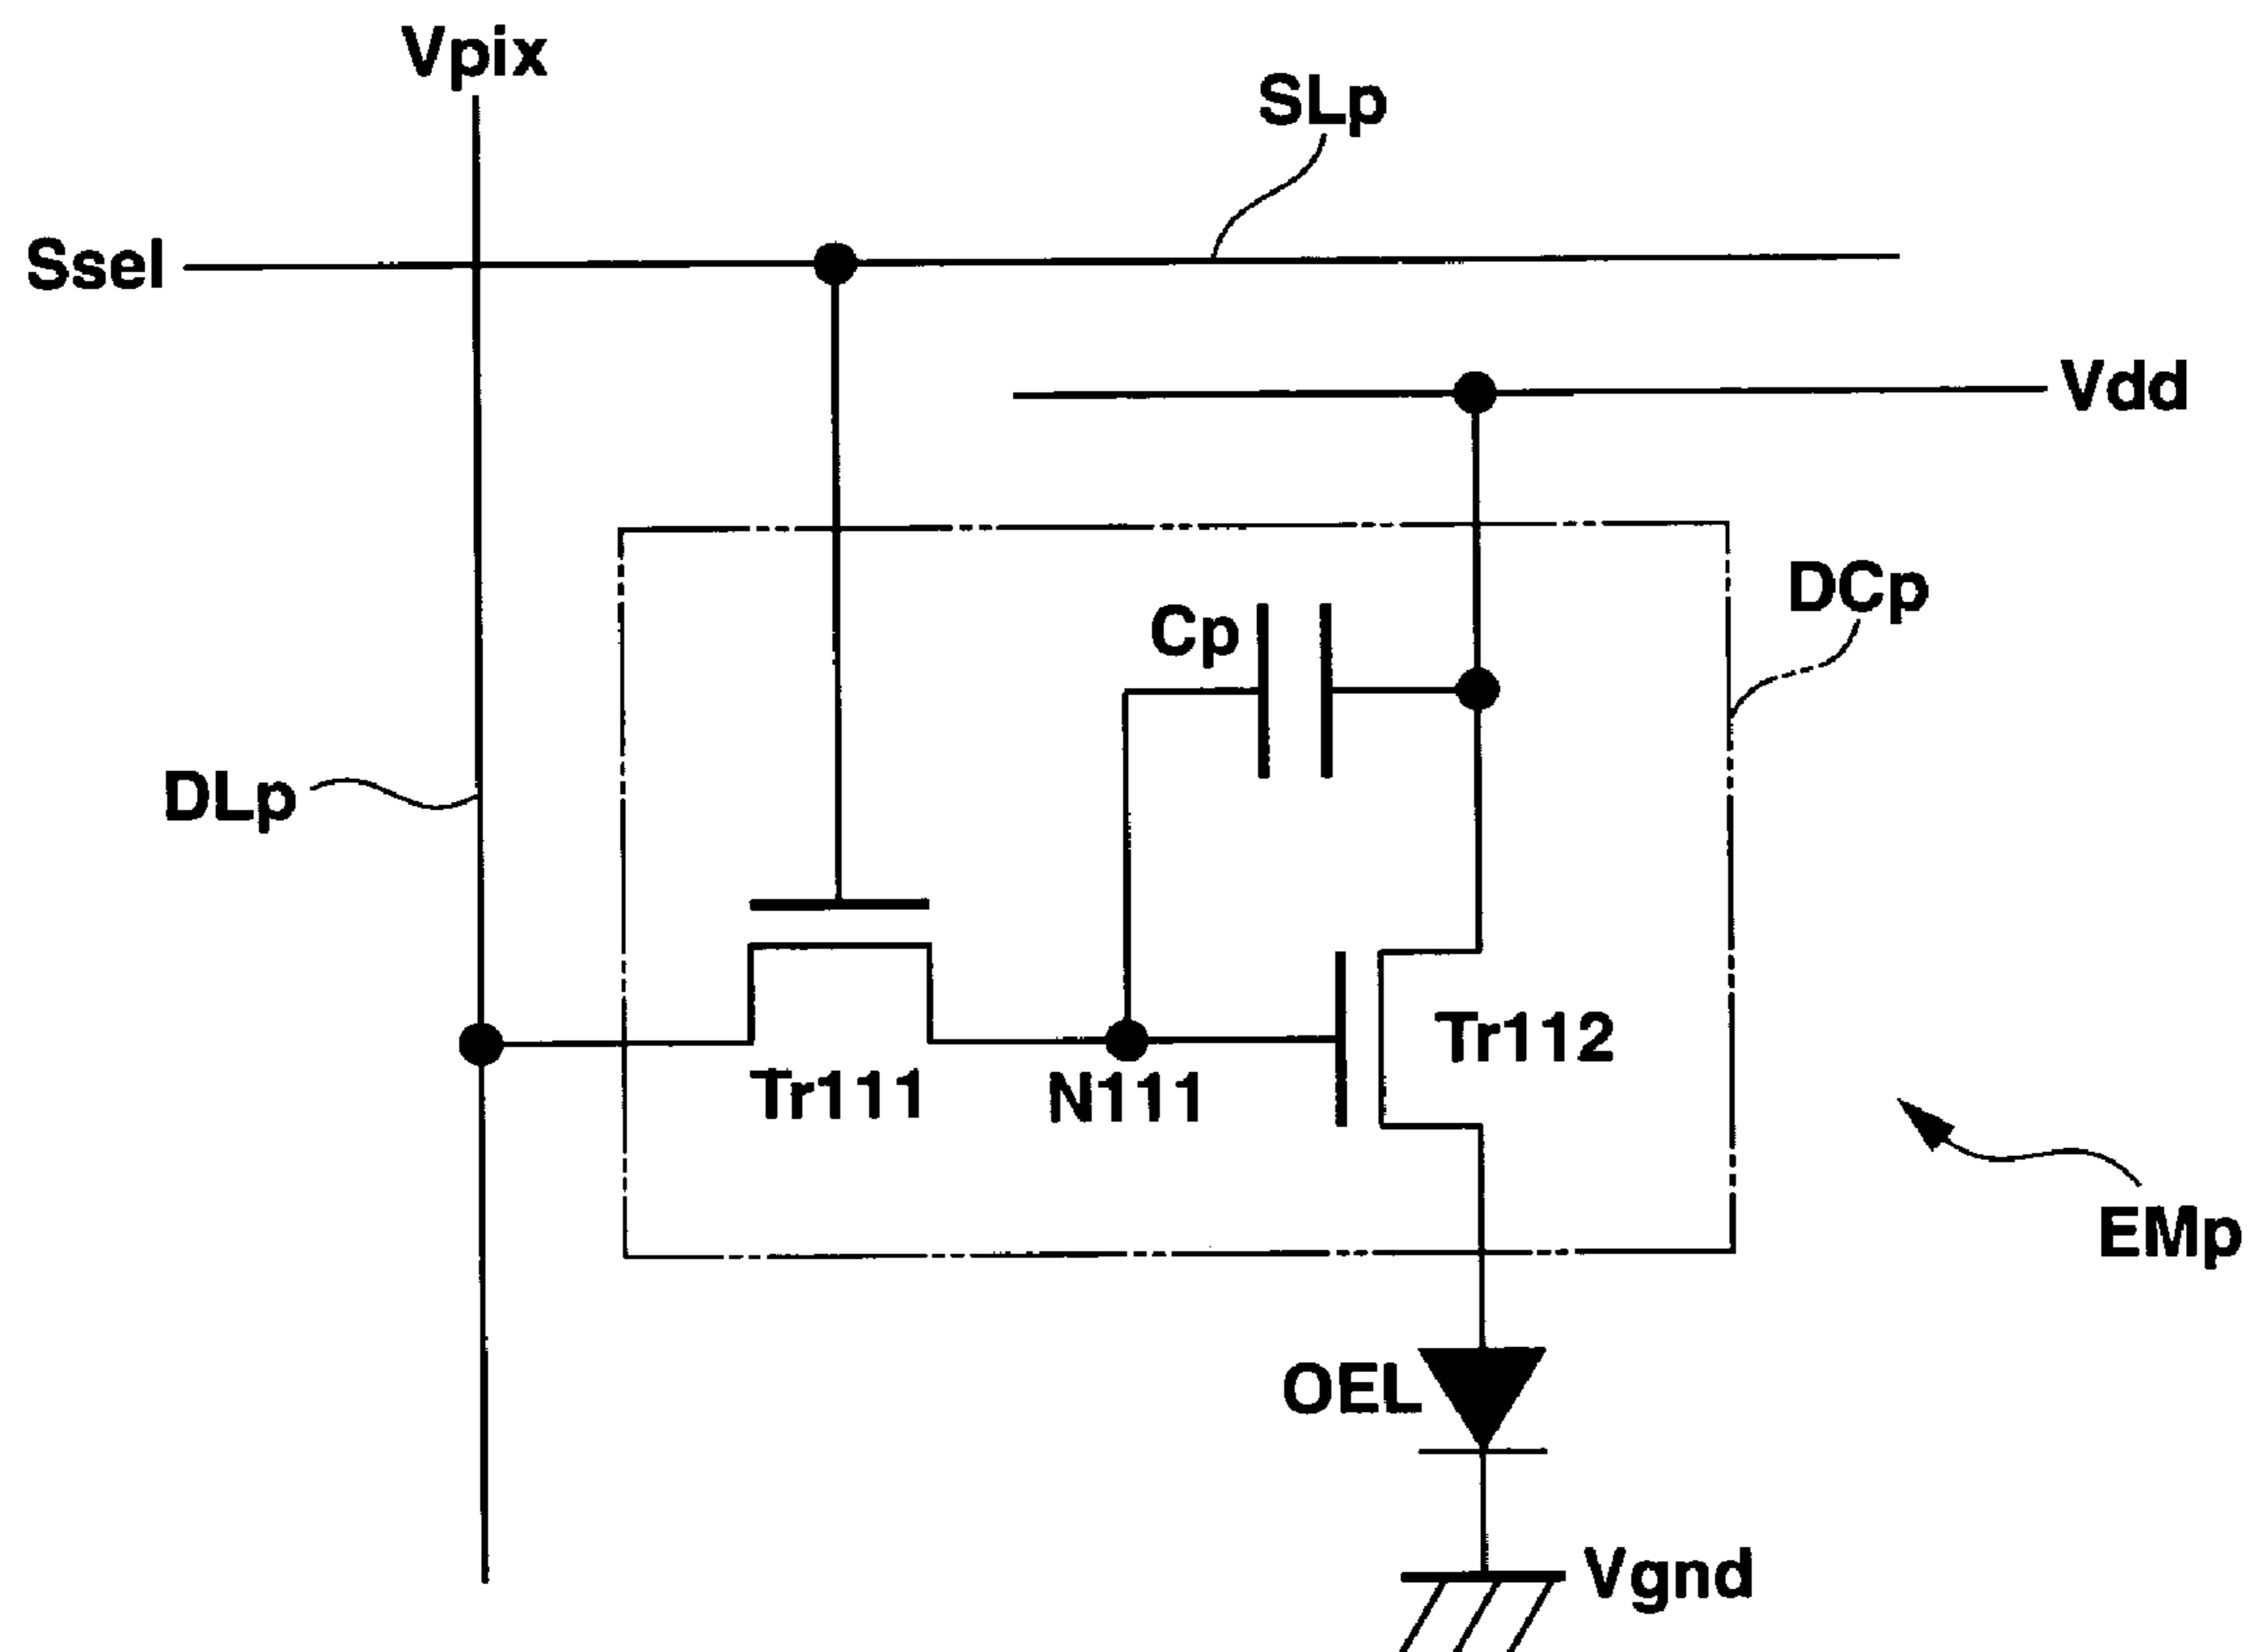 Vpix
SLp
Ssel
Vdd
DCp
Cp
DLp
Tr112
Tr111
N111
EMp
OEL
Vgnd